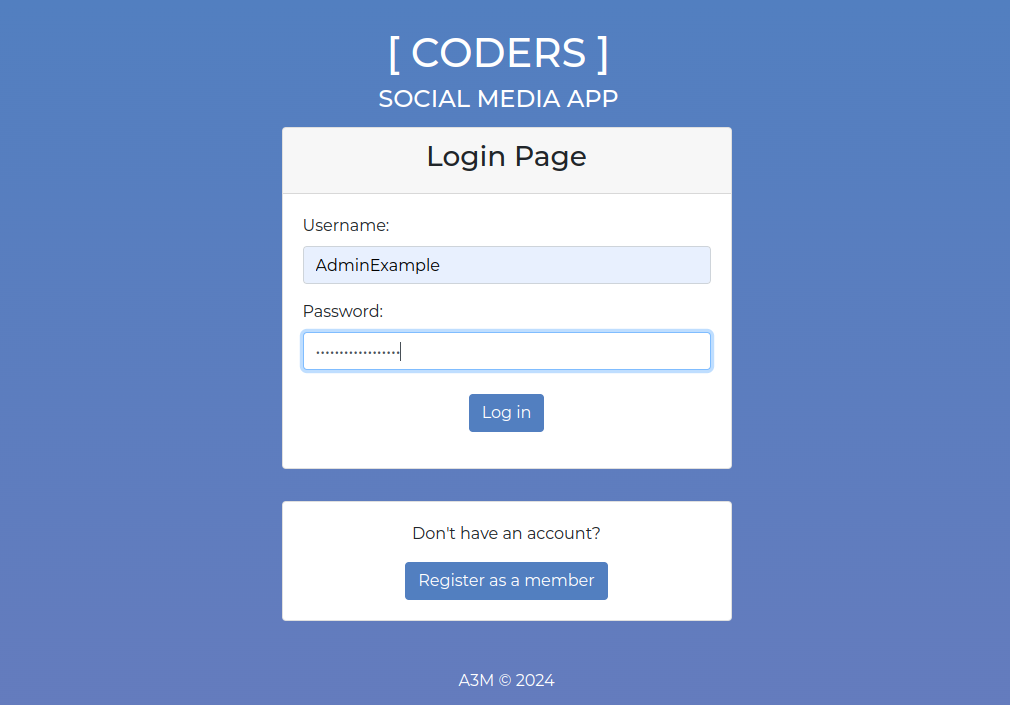 [ CODERS ]
SOCIAL MEDIA APP
Login Page
Username:
AdminExample
Password:
Log in
Don't have an account?
Register as a member
A3M © 2024